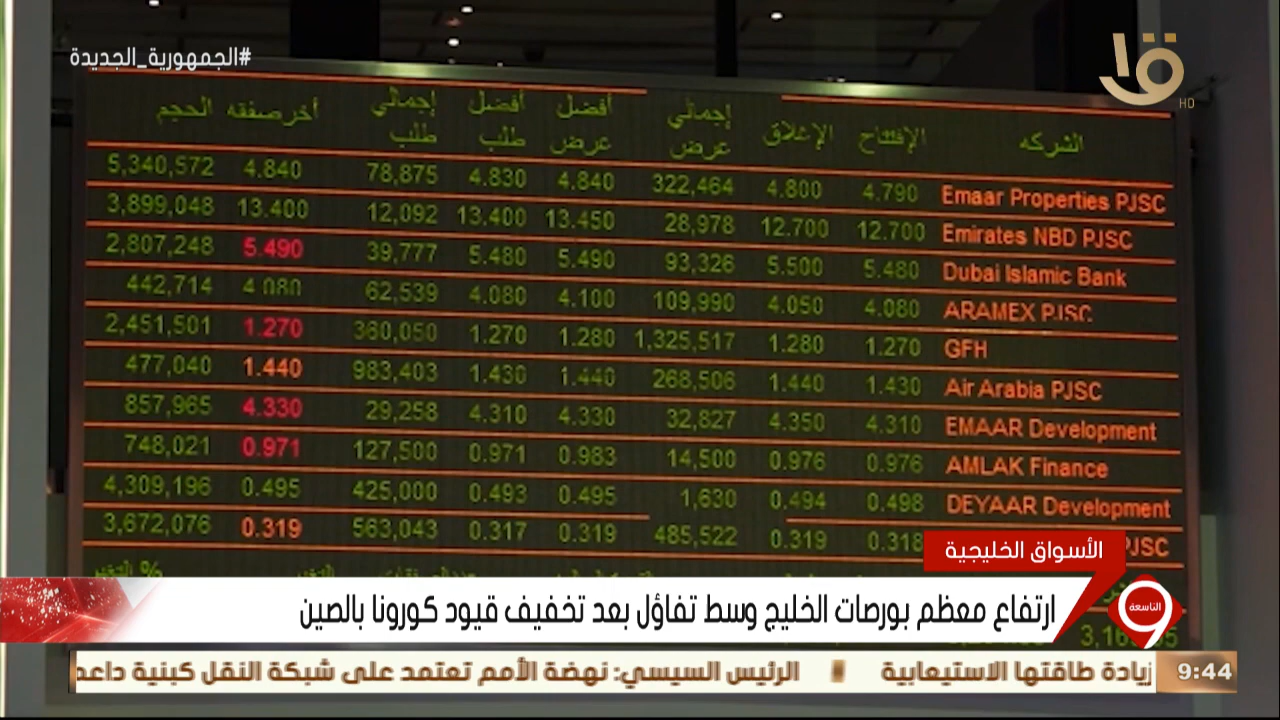 #الجمهورية_الجديدة
HD
الشركه الإفتتاح الإغلاق إجمالي عرض أفضل عرض أفضل طلب إجمالي طلب أخرصفقه الحجم
Emaar Properties PJSC 4.790 4.800 322,464 4.840 4.830 78,875 4.840 5,340,572
Emirates NBD PJSC 12.700 12.700 28,978 13.450 13.400 12,092 13.400 3,899,048
Dubai Islamic Bank 5.480 5.500 93,326 5.490 5.480 39,777 5.490 2,807,248
ARAMEX PJSC 4.080 4.050 109,990 4.100 4.080 62,539 4.080 442,714
GFH 1.270 1.280 1,325,517 1.280 1.270 360,050 1.270 2,451,501
Air Arabia PJSC 1.430 1.440 268,506 1.440 1.430 983,403 1.440 477,040
EMAAR Development 4.310 4.350 32,827 4.330 4.310 29,258 4.330 857,965
AMLAK Finance 0.976 0.976 14,500 0.983 0.971 127,500 0.971 748,021
DEYAAR Development 0.498 0.494 1,630 0.495 0.493 425,000 0.495 4,309,196
PJSC 0.318 0.319 485,522 0.319 0.317 563,043 0.319 3,672,076
الأسواق الخليجية
التاسعة
ارتفاع معظم بورصات الخليج وسط تفاؤل بعد تخفيف قيود كورونا بالصين
9:44 زيادة طاقتها الاستيعابية الرئيس السيسي: نهضة الأمم تعتمد على شبكة النقل كبنية داعم